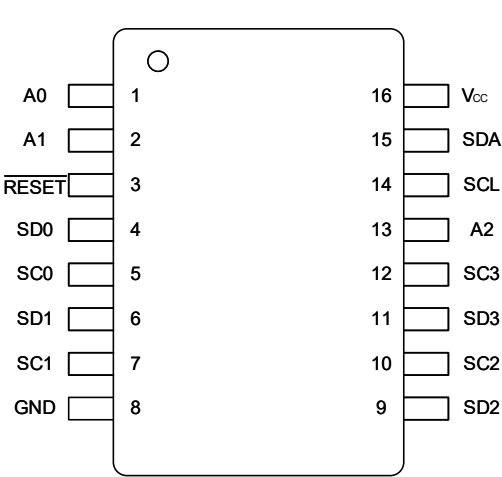 A0 1 16 Vcc
A1 2 15 SDA
RESET 3 14 SCL
SD0 4 13 A2
SC0 5 12 SC3
SD1 6 11 SD3
SC1 7 10 SC2
GND 8 9 SD2